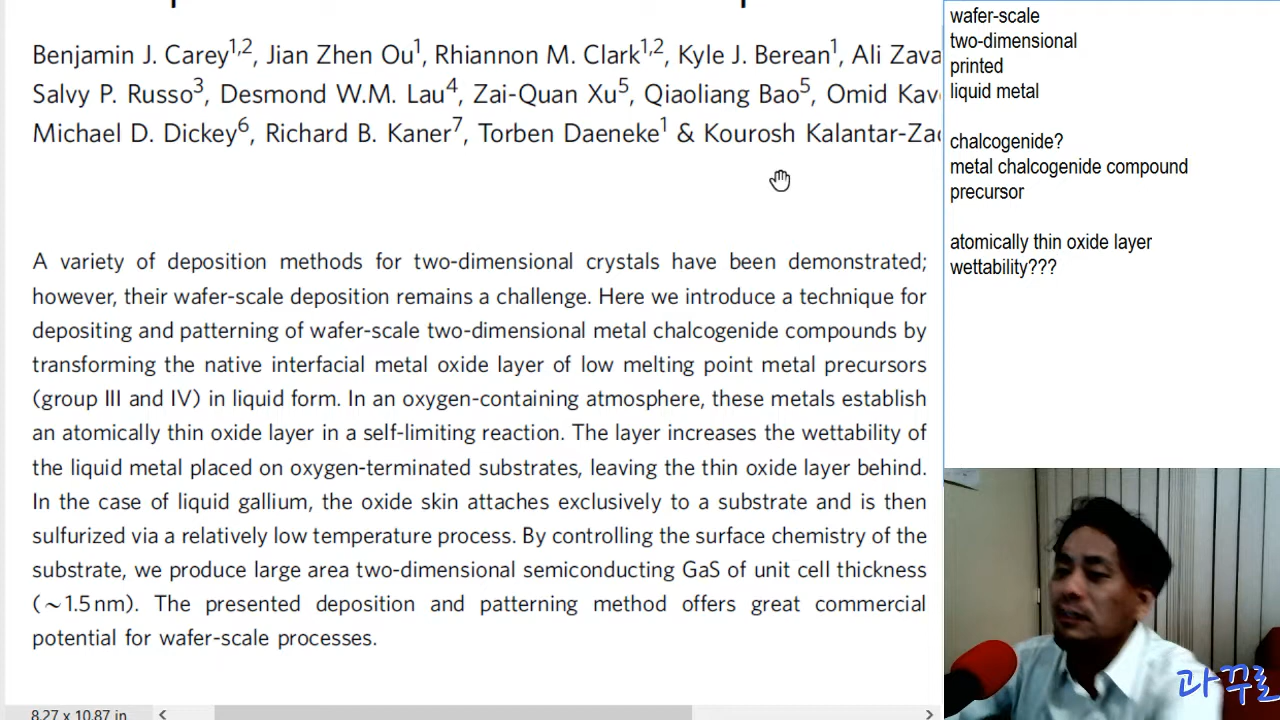 Benjamin J. Carey1,2, Jian Zhen Ou1, Rhiannon M. Clark1,2, Kyle J. Berean1, Ali Zava
Salvy P. Russo3, Desmond W.M. Lau4, Zai-Quan Xu5, Qiaoliang Bao5, Omid Kav
Michael D. Dickey6, Richard B. Kaner7, Torben Daeneke1 & Kourosh Kalantar-Zad
A variety of deposition methods for two-dimensional crystals have been demonstrated;
however, their wafer-scale deposition remains a challenge. Here we introduce a technique for
depositing and patterning of wafer-scale two-dimensional metal chalcogenide compounds by
transforming the native interfacial metal oxide layer of low melting point metal precursors
(group III and IV) in liquid form. In an oxygen-containing atmosphere, these metals establish
an atomically thin oxide layer in a self-limiting reaction. The layer increases the wettability of
the liquid metal placed on oxygen-terminated substrates, leaving the thin oxide layer behind.
In the case of liquid gallium, the oxide skin attaches exclusively to a substrate and is then
sulfurized via a relatively low temperature process. By controlling the surface chemistry of the
substrate, we produce large area two-dimensional semiconducting GaS of unit cell thickness
(~1.5 nm). The presented deposition and patterning method offers great commercial
potential for wafer-scale processes.
8.27 x 10.87 in
wafer-scale
two-dimensional
printed
liquid metal
chalcogenide?
metal chalcogenide compound
precursor
atomically thin oxide layer
wettability???
과꾸로